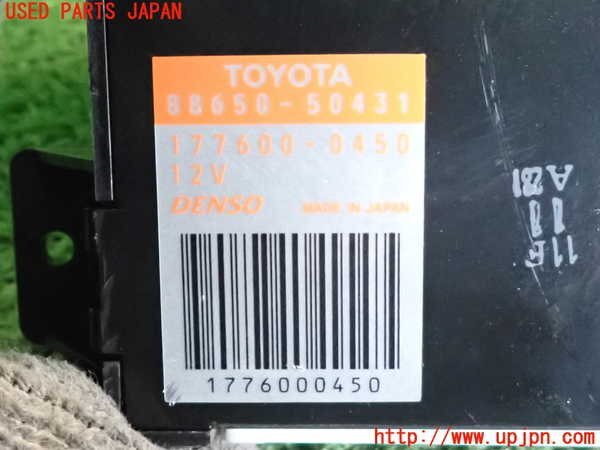 USED PARTS JAPAN
TOYOTA
88650-50431
177600-0450
12V
DENSO MADE IN JAPAN
1776000450
http://www.upjpn.com